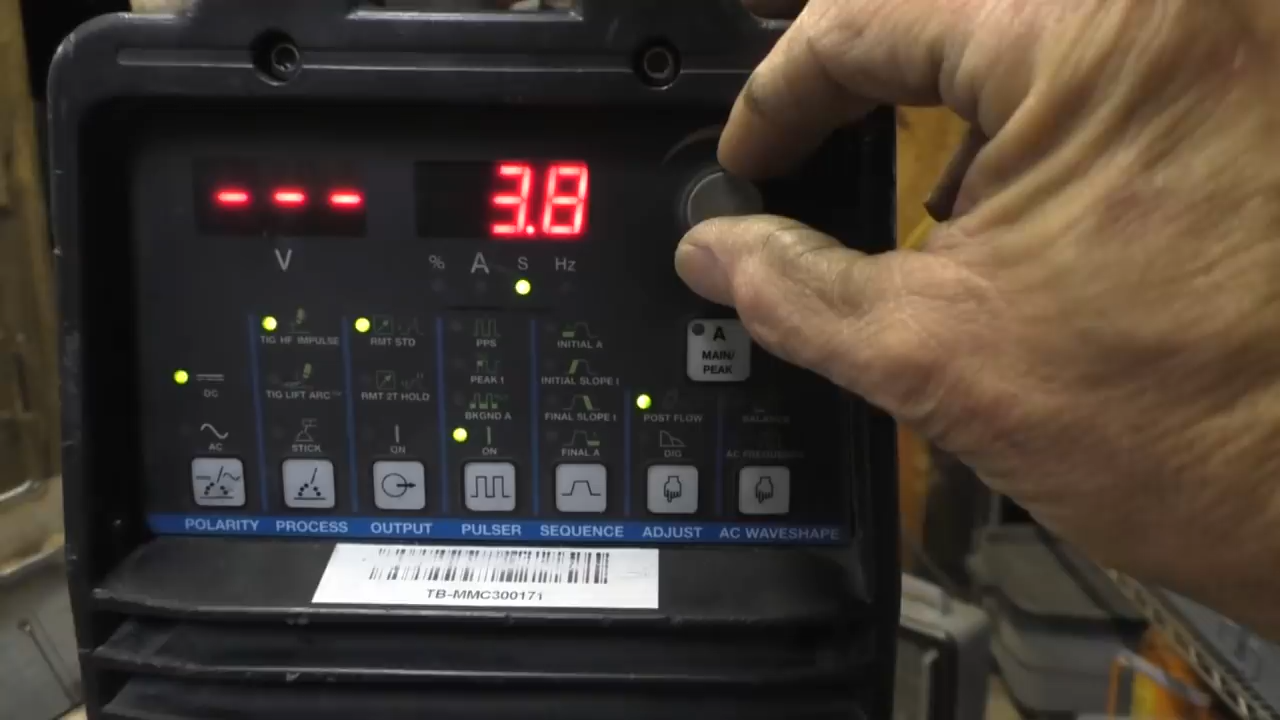 --- 3.8
V % A S Hz
TIG HF IMPULSE RMT STD PPS INITIAL A
A
MAIN/
PEAK
DC TIG LIFT ARC™ RMT 2T HOLD PEAK t INITIAL SLOPE t
BKGND A FINAL SLOPE t POST FLOW BALANCE
AC STICK ON ON FINAL A DIG AC FREQUENCY
POLARITY PROCESS OUTPUT PULSER SEQUENCE ADJUST AC WAVESHAPE
TB-MMC300171